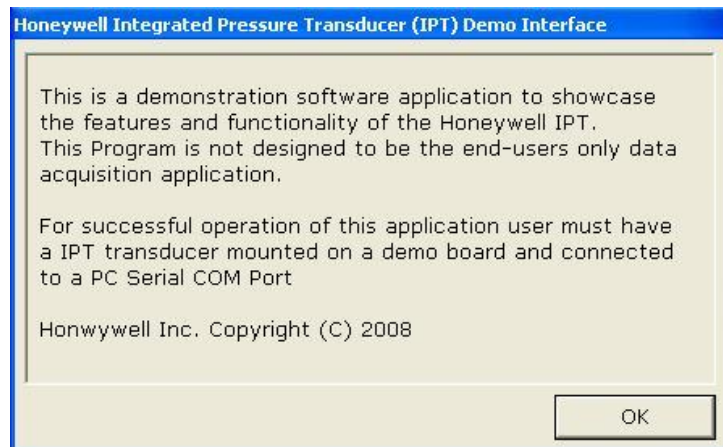 Honeywell Integrated Pressure Transducer (IPT) Demo Interface
This is a demonstration software application to showcase
the features and functionality of the Honeywell IPT.
This Program is not designed to be the end-users only data
acquisition application.
For successful operation of this application user must have
a IPT transducer mounted on a demo board and connected
to a PC Serial COM Port
Honwywell Inc. Copyright (C) 2008
OK